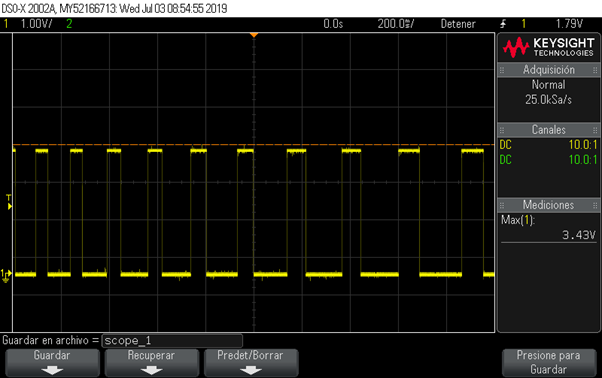 DSO-X 2002A, MY52166713: Wed Jul 03 08:54:55 2019
1 1.00V/ 2 0.0s 200.0ms/ Detener 1 1.79V
KEYSIGHT
TECHNOLOGIES
Adquisición
Normal
25.0kSa/s
Canales
DC 10.0:1
DC 10.0:1
Mediciones
Max(1):
3.43V
T
1
Guardar en archivo = scope_1
Guardar Recuperar Predet/Borrar Presione para
Guardar